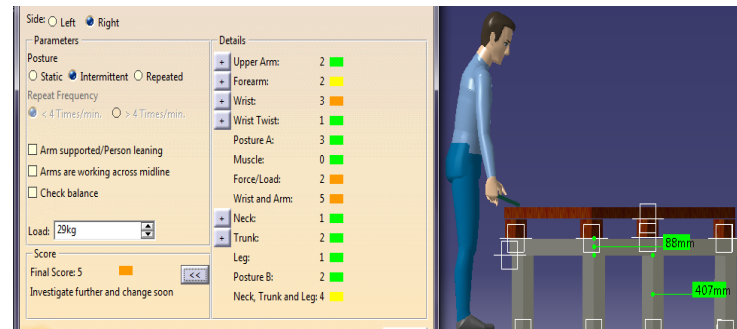 Side: Left Right
Parameters
Posture
Static Intermittent Repeated
Repeat Frequency
< 4 Times/min. > 4 Times/min.
Arm supported/Person leaning
Arms are working across midline
Check balance
Load: 29kg
Score
Final Score: 5
<<
Investigate further and change soon
Details
+ Upper Arm: 2
+ Forearm: 2
+ Wrist: 3
+ Wrist Twist: 1
Posture A: 3
Muscle: 0
Force/Load: 2
Wrist and Arm: 5
+ Neck: 1
+ Trunk: 2
Leg: 1
Posture B: 2
Neck, Trunk and Leg: 4
88mm
407mm